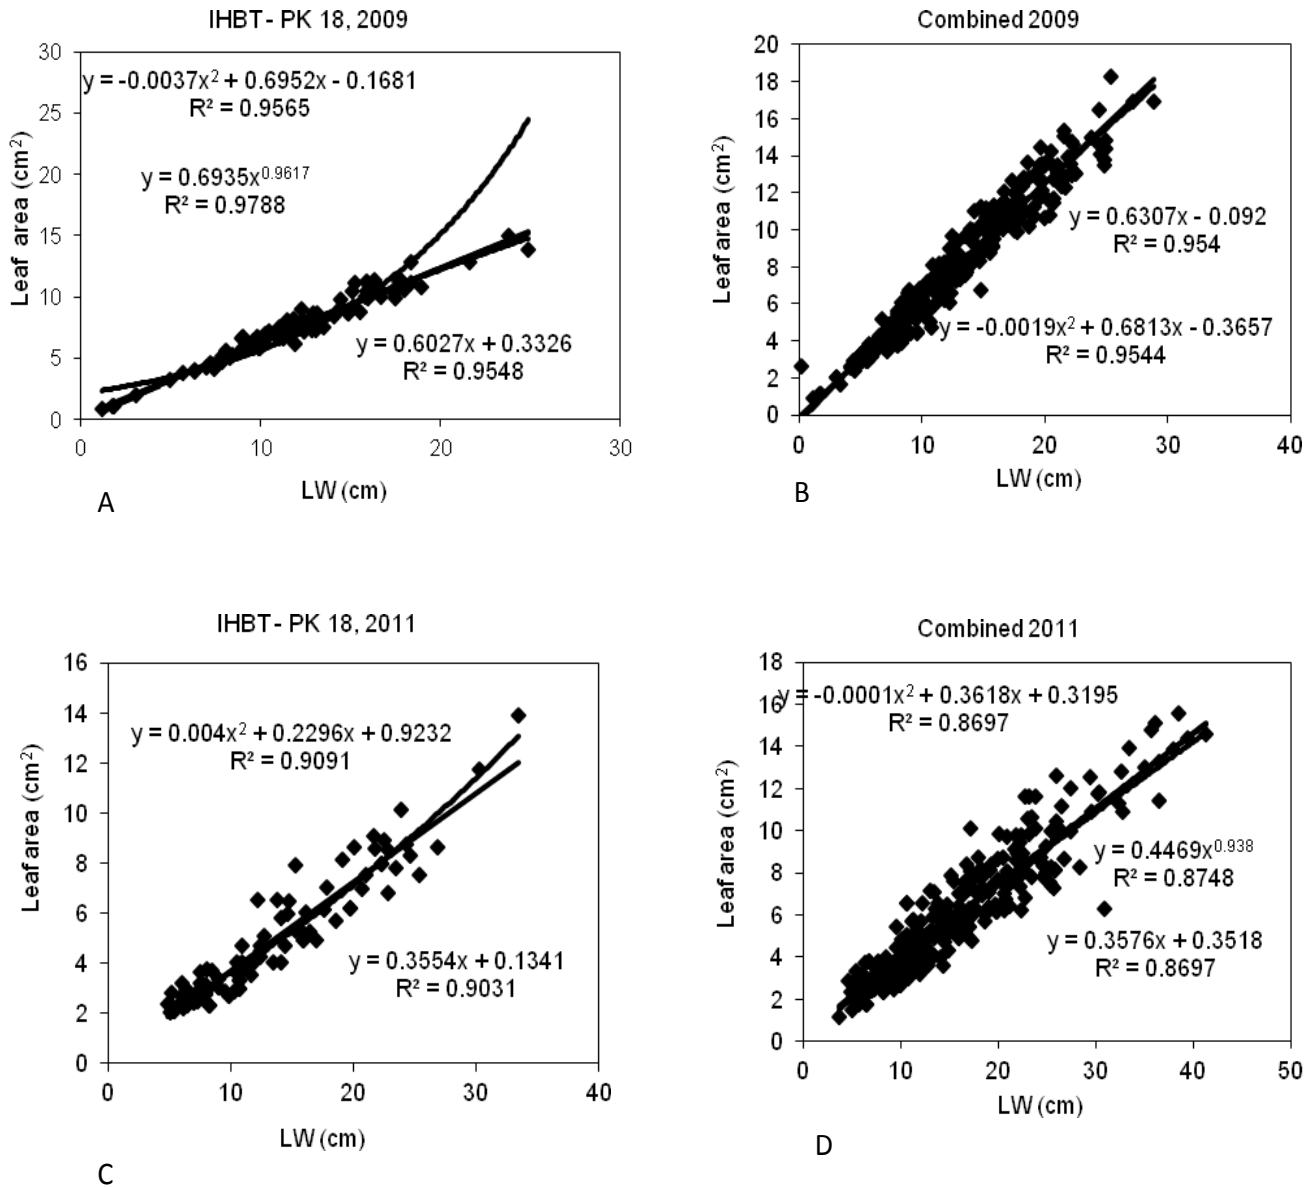 IHBT - PK 18, 2009
30
25
20
15
10
5
0
Leaf area (cm²)
y = -0.0037x² + 0.6952x - 0.1681
R² = 0.9565
y = 0.6935x^0.9617
R² = 0.9788
y = 0.6027x + 0.3326
R² = 0.9548
0 10 20 30
LW (cm)
A
Combined 2009
20
18
16
14
12
10
8
6
4
2
0
Leaf area (cm²)
y = 0.6307x - 0.092
R² = 0.954
y = -0.0019x² + 0.6813x - 0.3657
R² = 0.9544
0 10 20 30 40
LW (cm)
B
IHBT - PK 18, 2011
16
14
12
10
8
6
4
2
0
Leaf area (cm²)
y = 0.004x² + 0.2296x + 0.9232
R² = 0.9091
y = 0.3554x + 0.1341
R² = 0.9031
0 10 20 30 40
LW (cm)
C
Combined 2011
18
16
14
12
10
8
6
4
2
0
Leaf area (cm²)
y = -0.0001x² + 0.3618x + 0.3195
R² = 0.8697
y = 0.4469x^0.938
R² = 0.8748
y = 0.3576x + 0.3518
R² = 0.8697
0 10 20 30 40 50
LW (cm)
D